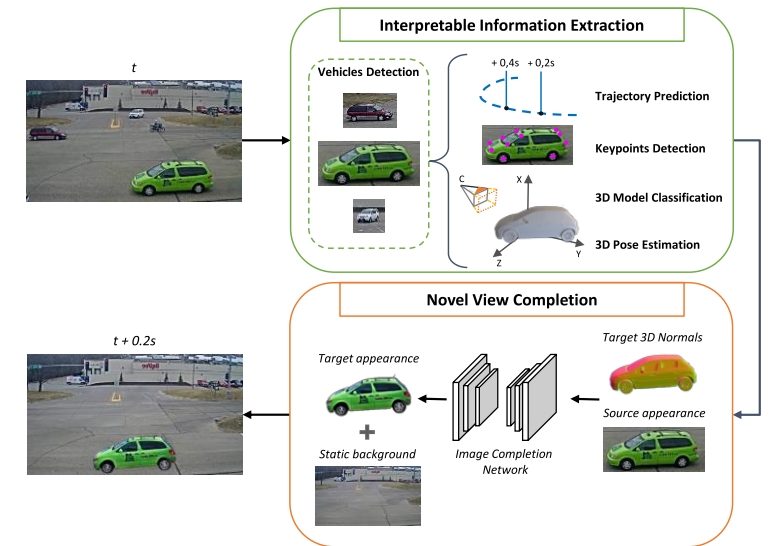 Interpretable Information Extraction
t
Vehicles Detection
+ 0,4s + 0,2s
Trajectory Prediction
Keypoints Detection
C
X
3D Model Classification
3D Pose Estimation
Y
Z
Novel View Completion
t + 0.2s
Target appearance
Target 3D Normals
+
Source appearance
Static background
Image Completion
Network